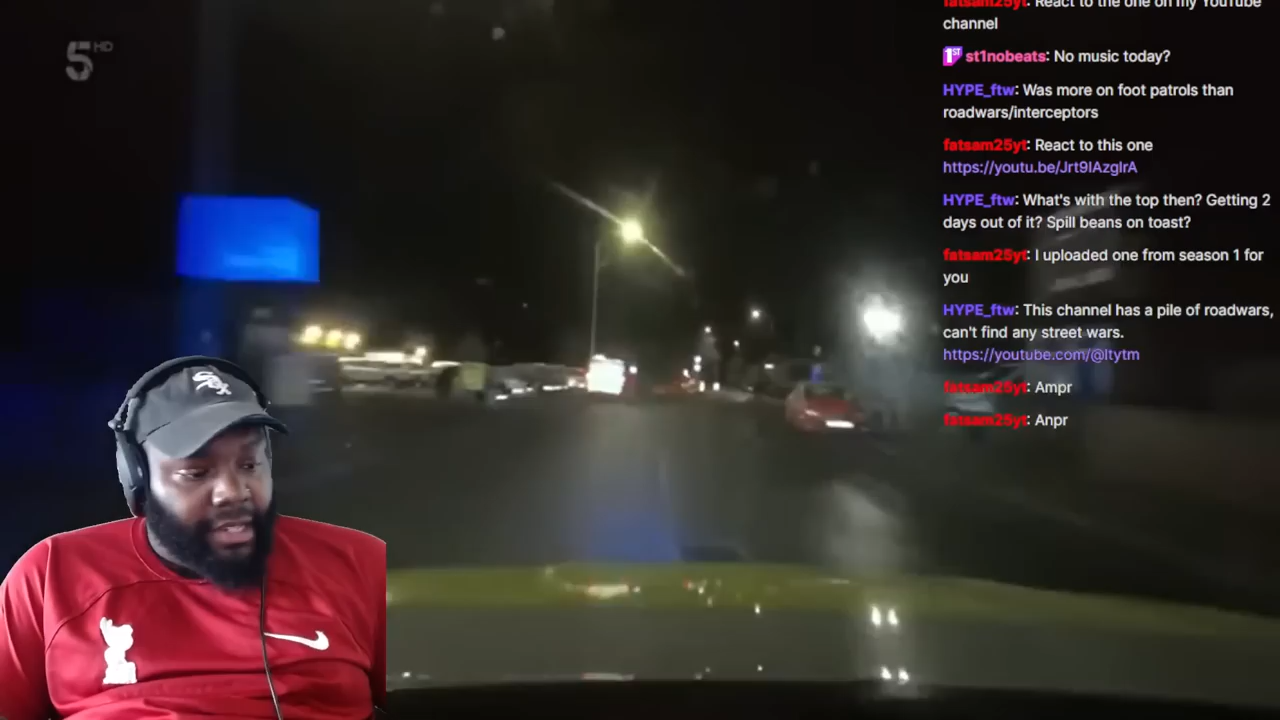 fatsam25yt: React to the one on my YouTube
channel
5 HD
1ST st1nobeats: No music today?
HYPE_ftw: Was more on foot patrols than
roadwars/interceptors
fatsam25yt: React to this one
https://youtu.be/Jrt9lAzglrA
HYPE_ftw: What's with the top then? Getting 2
days out of it? Spill beans on toast?
fatsam25yt: I uploaded one from season 1 for
you
HYPE_ftw: This channel has a pile of roadwars,
can't find any street wars.
https://youtube.com/@ltytm
fatsam25yt: Ampr
fatsam25yt: Anpr